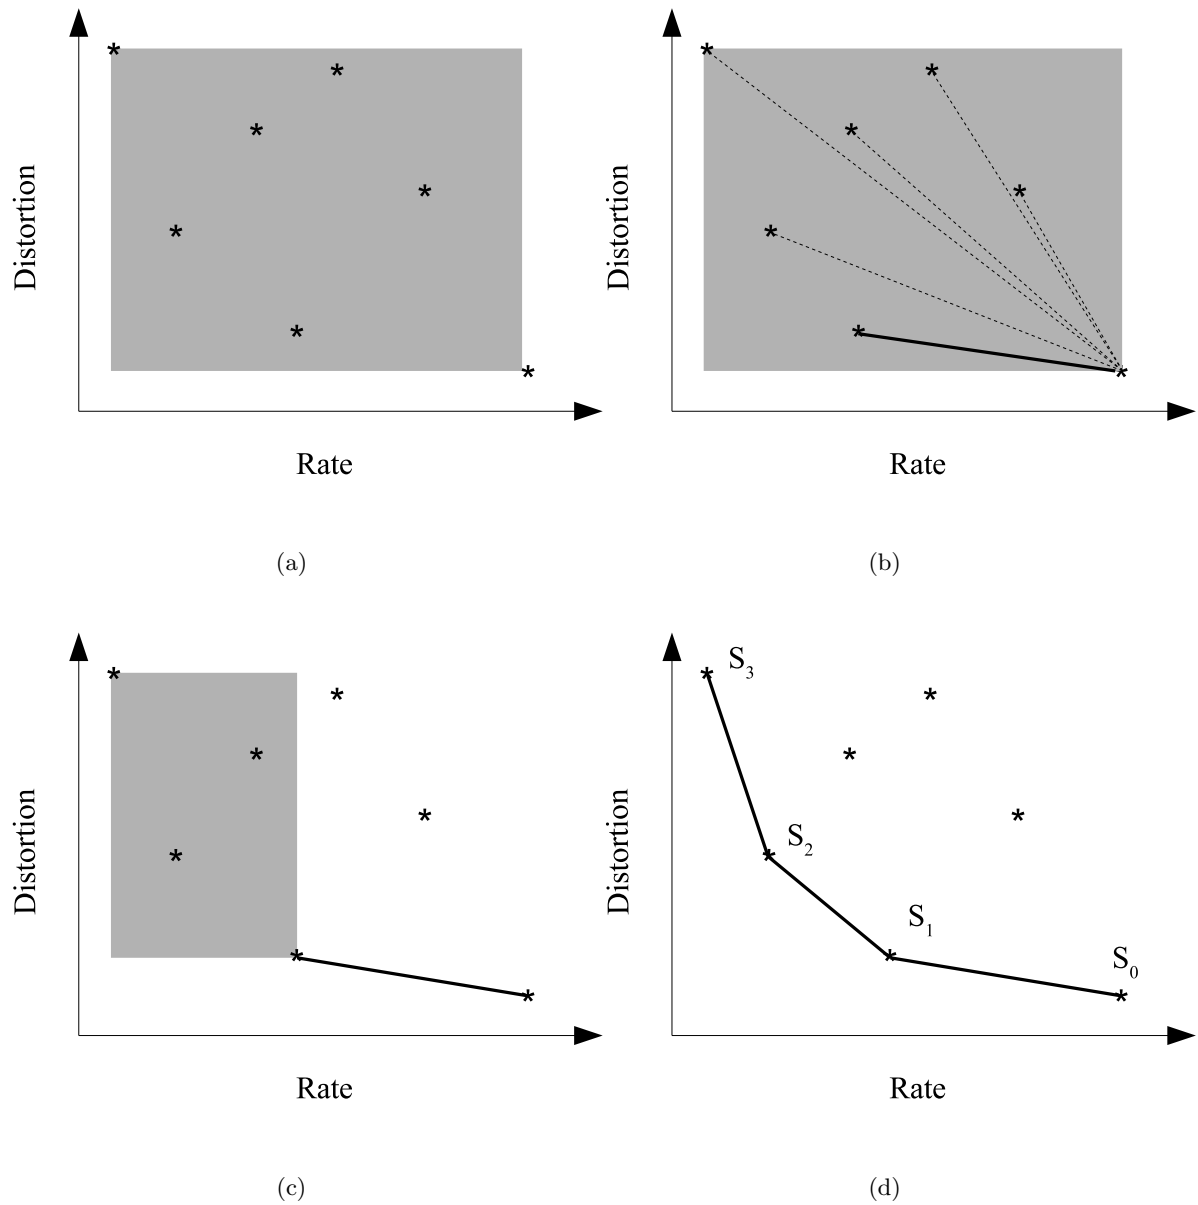 Distortion
Rate
(a)
Distortion
Rate
(b)
Distortion
Rate
(c)
S3
S2
S1
S0
Distortion
Rate
(d)